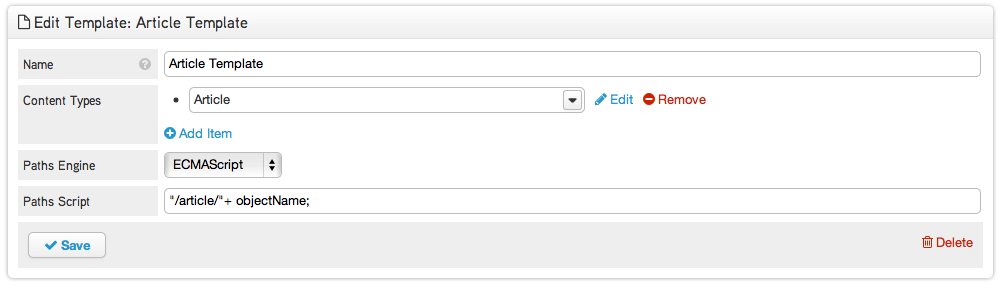 Edit Template: Article Template
Name ? Article Template
Content Types • Article Edit Remove
Add Item
Paths Engine ECMAScript
Paths Script "/article/"+ objectName;
Save Delete